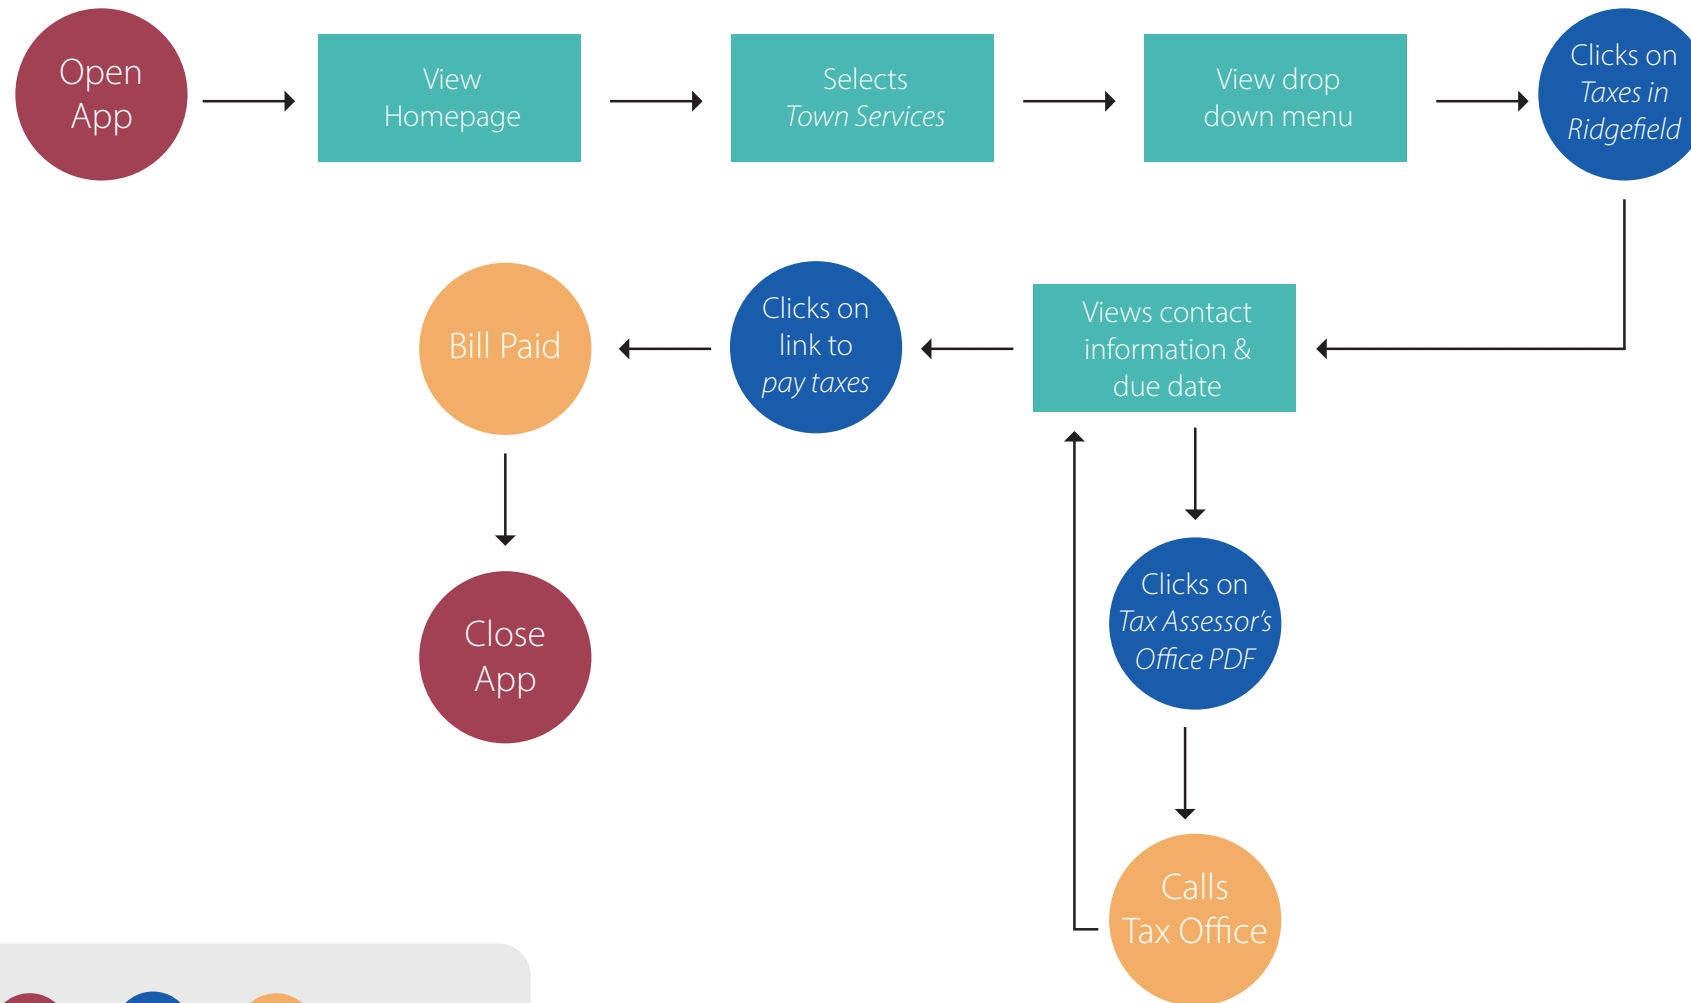 Open
App
View
Homepage
Selects
Town Services
View drop
down menu
Clicks on
Taxes in
Ridgefield
Bill Paid
Clicks on
link to
pay taxes
Views contact
information &
due date
Close
App
Clicks on
Tax Assessor's
Office PDF
Calls
Tax Office